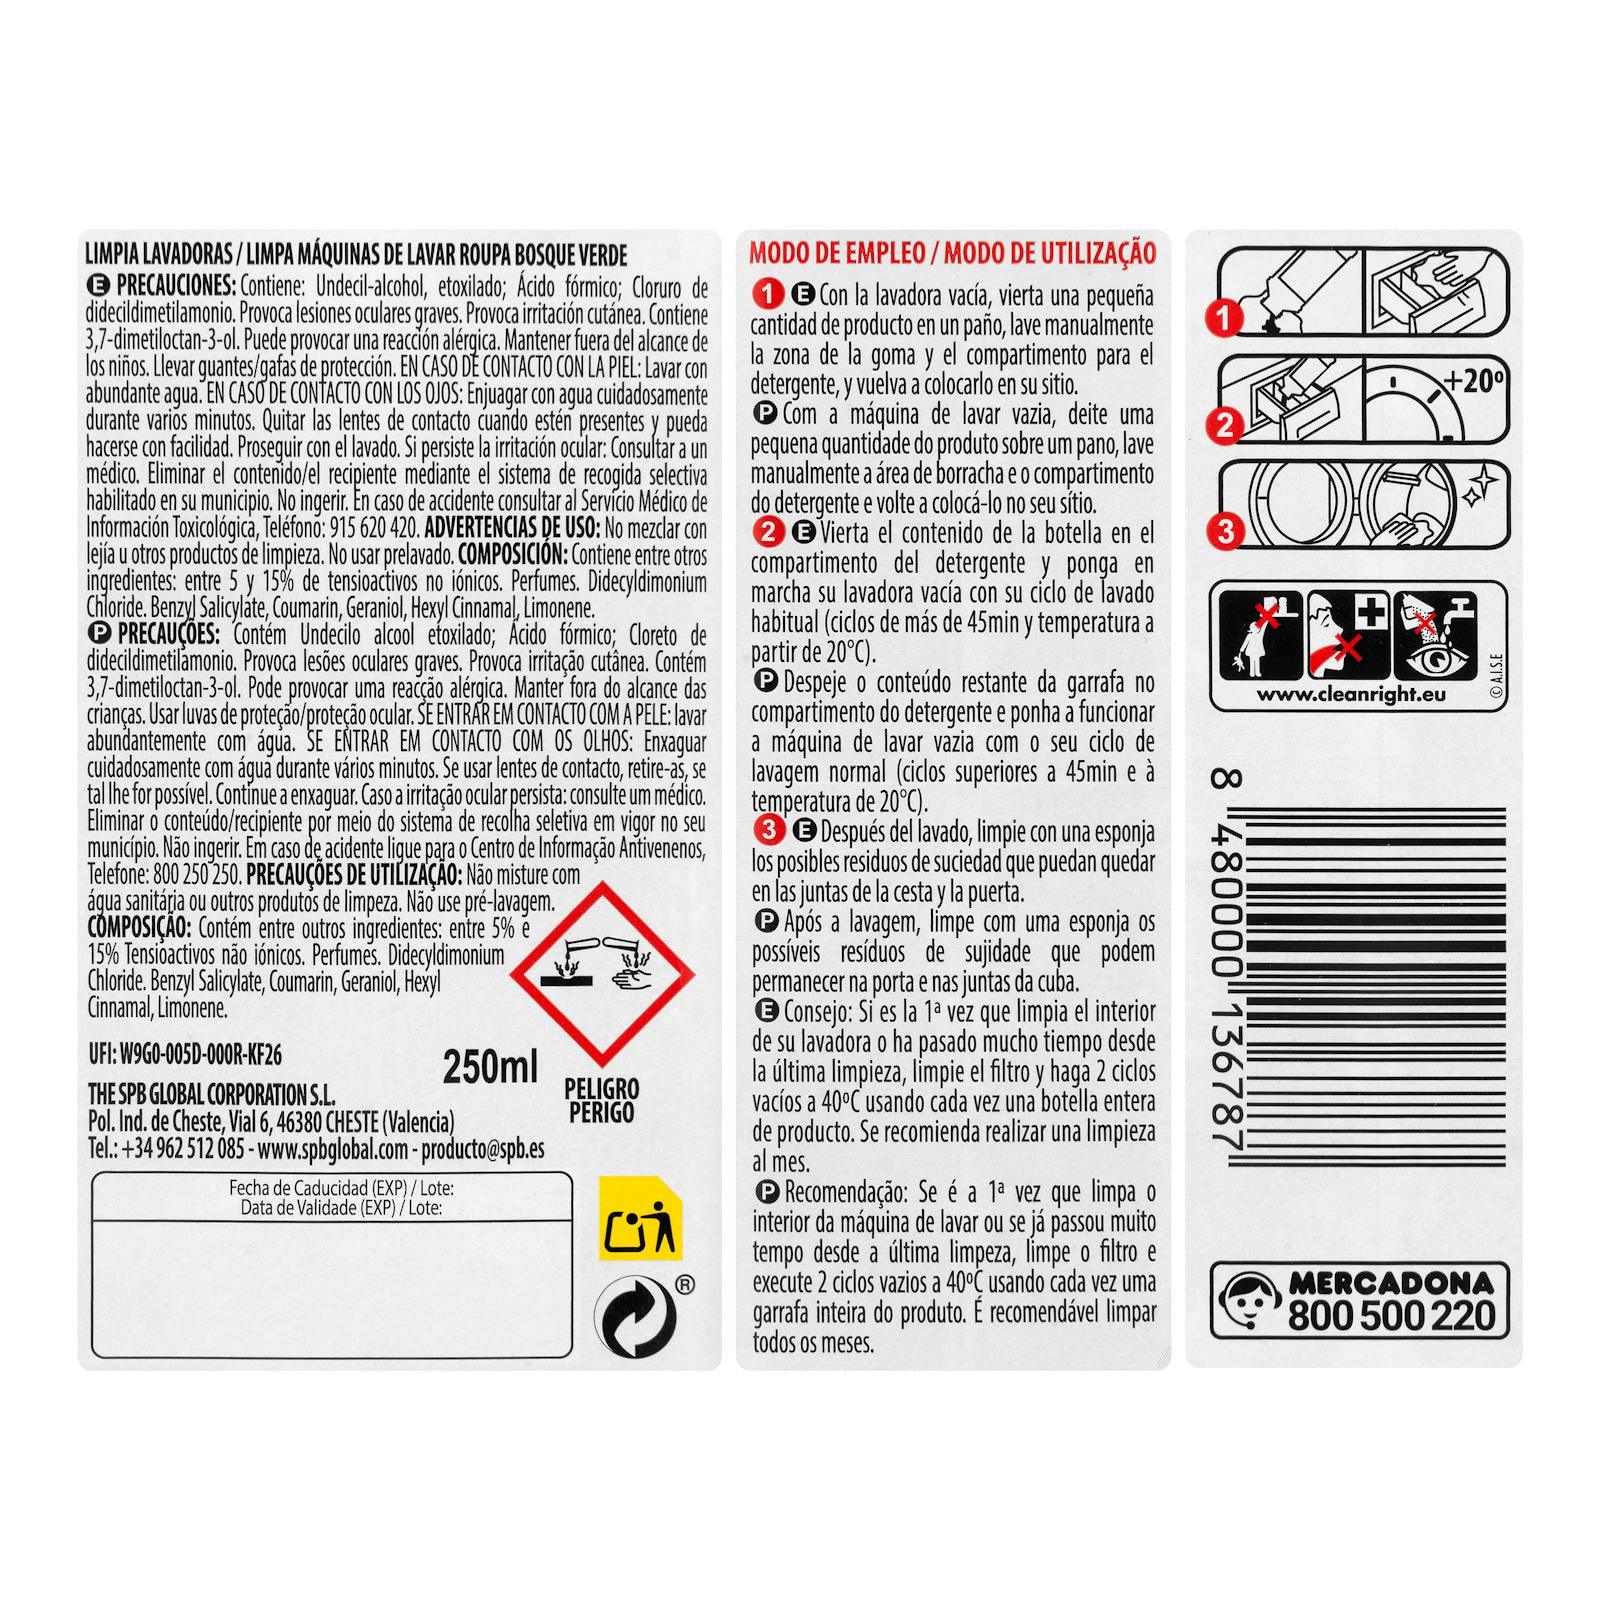 LIMPIA LAVADORAS / LIMPA MÁQUINAS DE LAVAR ROUPA BOSQUE VERDE
E PRECAUCIONES: Contiene: Undecil-alcohol, etoxilado; Ácido fórmico; Cloruro de
didecildimetilamonio. Provoca lesiones oculares graves. Provoca irritación cutánea. Contiene
3,7-dimetiloctan-3-ol. Puede provocar una reacción alérgica. Mantener fuera del alcance de
los niños. Llevar guantes/gafas de protección. EN CASO DE CONTACTO CON LA PIEL: Lavar con
abundante agua. EN CASO DE CONTACTO CON LOS OJOS: Enjuagar con agua cuidadosamente
durante varios minutos. Quitar las lentes de contacto cuando estén presentes y pueda
hacerse con facilidad. Proseguir con el lavado. Si persiste la irritación ocular: Consultar a un
médico. Eliminar el contenido/el recipiente mediante el sistema de recogida selectiva
habilitado en su municipio. No ingerir. En caso de accidente consultar al Servicio Médico de
Información Toxicológica, Teléfono: 915 620 420. ADVERTENCIAS DE USO: No mezclar con
lejía u otros productos de limpieza. No usar prelavado. COMPOSICIÓN: Contiene entre otros
ingredientes: entre 5 y 15% de tensioactivos no iónicos. Perfumes. Didecyldimonium
Chloride. Benzyl Salicylate, Coumarin, Geraniol, Hexyl Cinnamal, Limonene.
P PRECAUÇÕES: Contém Undecilo alcool etoxilado; Ácido fórmico; Cloreto de
didecildimetilamonio. Provoca lesões oculares graves. Provoca irritação cutânea. Contém
3,7-dimetiloctan-3-ol. Pode provocar uma reacção alérgica. Manter fora do alcance das
crianças. Usar luvas de proteção/proteção ocular. SE ENTRAR EM CONTACTO COM A PELE: lavar
abundantemente com água. SE ENTRAR EM CONTACTO COM OS OLHOS: Enxaguar
cuidadosamente com água durante vários minutos. Se usar lentes de contacto, retire-as, se
tal lhe for possível. Continue a enxaguar. Caso a irritação ocular persista: consulte um médico.
Eliminar o conteúdo/recipiente por meio do sistema de recolha seletiva em vigor no seu
município. Não ingerir. Em caso de acidente ligue para o Centro de Informação Antivenenos,
Telefone: 800 250 250. PRECAUÇÕES DE UTILIZAÇÃO: Não misture com
água sanitária ou outros produtos de limpeza. Não use pré-lavagem.
COMPOSIÇÃO: Contém entre outros ingredientes: entre 5% e
15% Tensioactivos não iónicos. Perfumes. Didecyldimonium
Chloride. Benzyl Salicylate, Coumarin, Geraniol, Hexyl
Cinnamal, Limonene.
UFI: W9G0-005D-000R-KF26
250ml
PELIGRO
PERIGO
THE SPB GLOBAL CORPORATION S.L.
Pol. Ind. de Cheste, Vial 6, 46380 CHESTE (Valencia)
Tel.: +34 962 512 085 - www.spbglobal.com - producto@spb.es
Fecha de Caducidad (EXP) / Lote:
Data de Validade (EXP) / Lote:
®
MODO DE EMPLEO / MODO DE UTILIZAÇÃO
1 E Con la lavadora vacía, vierta una pequeña
cantidad de producto en un paño, lave manualmente
la zona de la goma y el compartimento para el
detergente, y vuelva a colocarlo en su sitio.
P Com a máquina de lavar vazia, deite uma
pequena quantidade do produto sobre um pano, lave
manualmente a área de borracha e o compartimento
do detergente e volte a colocá-lo no seu sítio.
2 E Vierta el contenido de la botella en el
compartimento del detergente y ponga en
marcha su lavadora vacía con su ciclo de lavado
habitual (ciclos de más de 45min y temperatura a
partir de 20°C).
P Despeje o conteúdo restante da garrafa no
compartimento do detergente e ponha a funcionar
a máquina de lavar vazia com o seu ciclo de
lavagem normal (ciclos superiores a 45min e à
temperatura de 20°C).
3 E Después del lavado, limpie con una esponja
los posibles residuos de suciedad que puedan quedar
en las juntas de la cesta y la puerta.
P Após a lavagem, limpe com uma esponja os
possíveis resíduos de sujidade que podem
permanecer na porta e nas juntas da cuba.
E Consejo: Si es la 1ª vez que limpia el interior
de su lavadora o ha pasado mucho tiempo desde
la última limpieza, limpie el filtro y haga 2 ciclos
vacíos a 40ºC usando cada vez una botella entera
de producto. Se recomienda realizar una limpieza
al mes.
P Recomendação: Se é a 1ª vez que limpa o
interior da máquina de lavar ou se já passou muito
tempo desde a última limpeza, limpe o filtro e
execute 2 ciclos vazios a 40ºC usando cada vez uma
garrafa inteira do produto. É recomendável limpar
todos os meses.
1
2
+20º
3
www.cleanright.eu
© A.I.S.E
8 480000 136787
MERCADONA
800 500 220